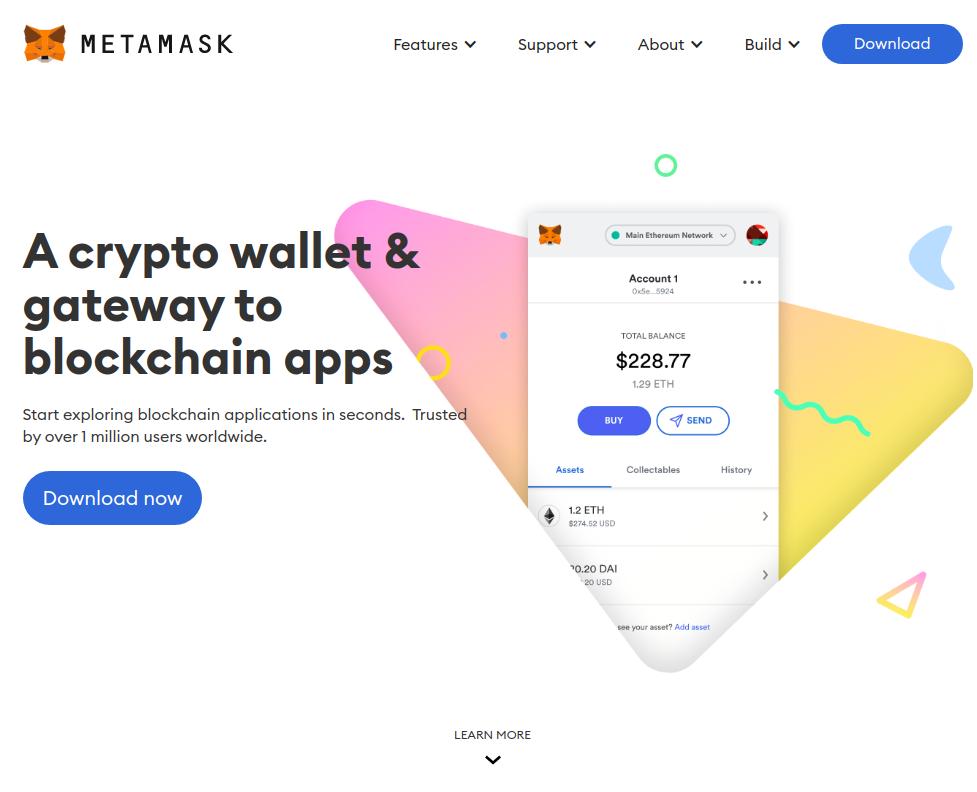 METAMASK
Features
Support
About
Build
Download
A crypto wallet &
gateway to
blockchain apps
Start exploring blockchain applications in seconds. Trusted
by over 1 million users worldwide.
Download now
Main Ethereum Network
Account 1
0x5e...5924
TOTAL BALANCE
$228.77
1.29 ETH
BUY
SEND
Assets
Collectables
History
1.2 ETH
$274.52 USD
0.20 DAI
20 USD
see your asset? Add asset
LEARN MORE